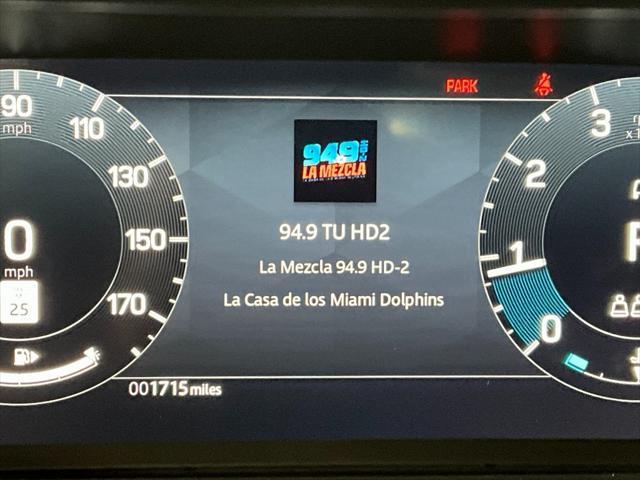 PARK
90
mph
110
130
150
170
0
mph
25
94.9 HD2
LA MEZCLA
94.9 TU HD2
La Mezcla 94.9 HD-2
La Casa de los Miami Dolphins
3
2
1
0
001715 miles